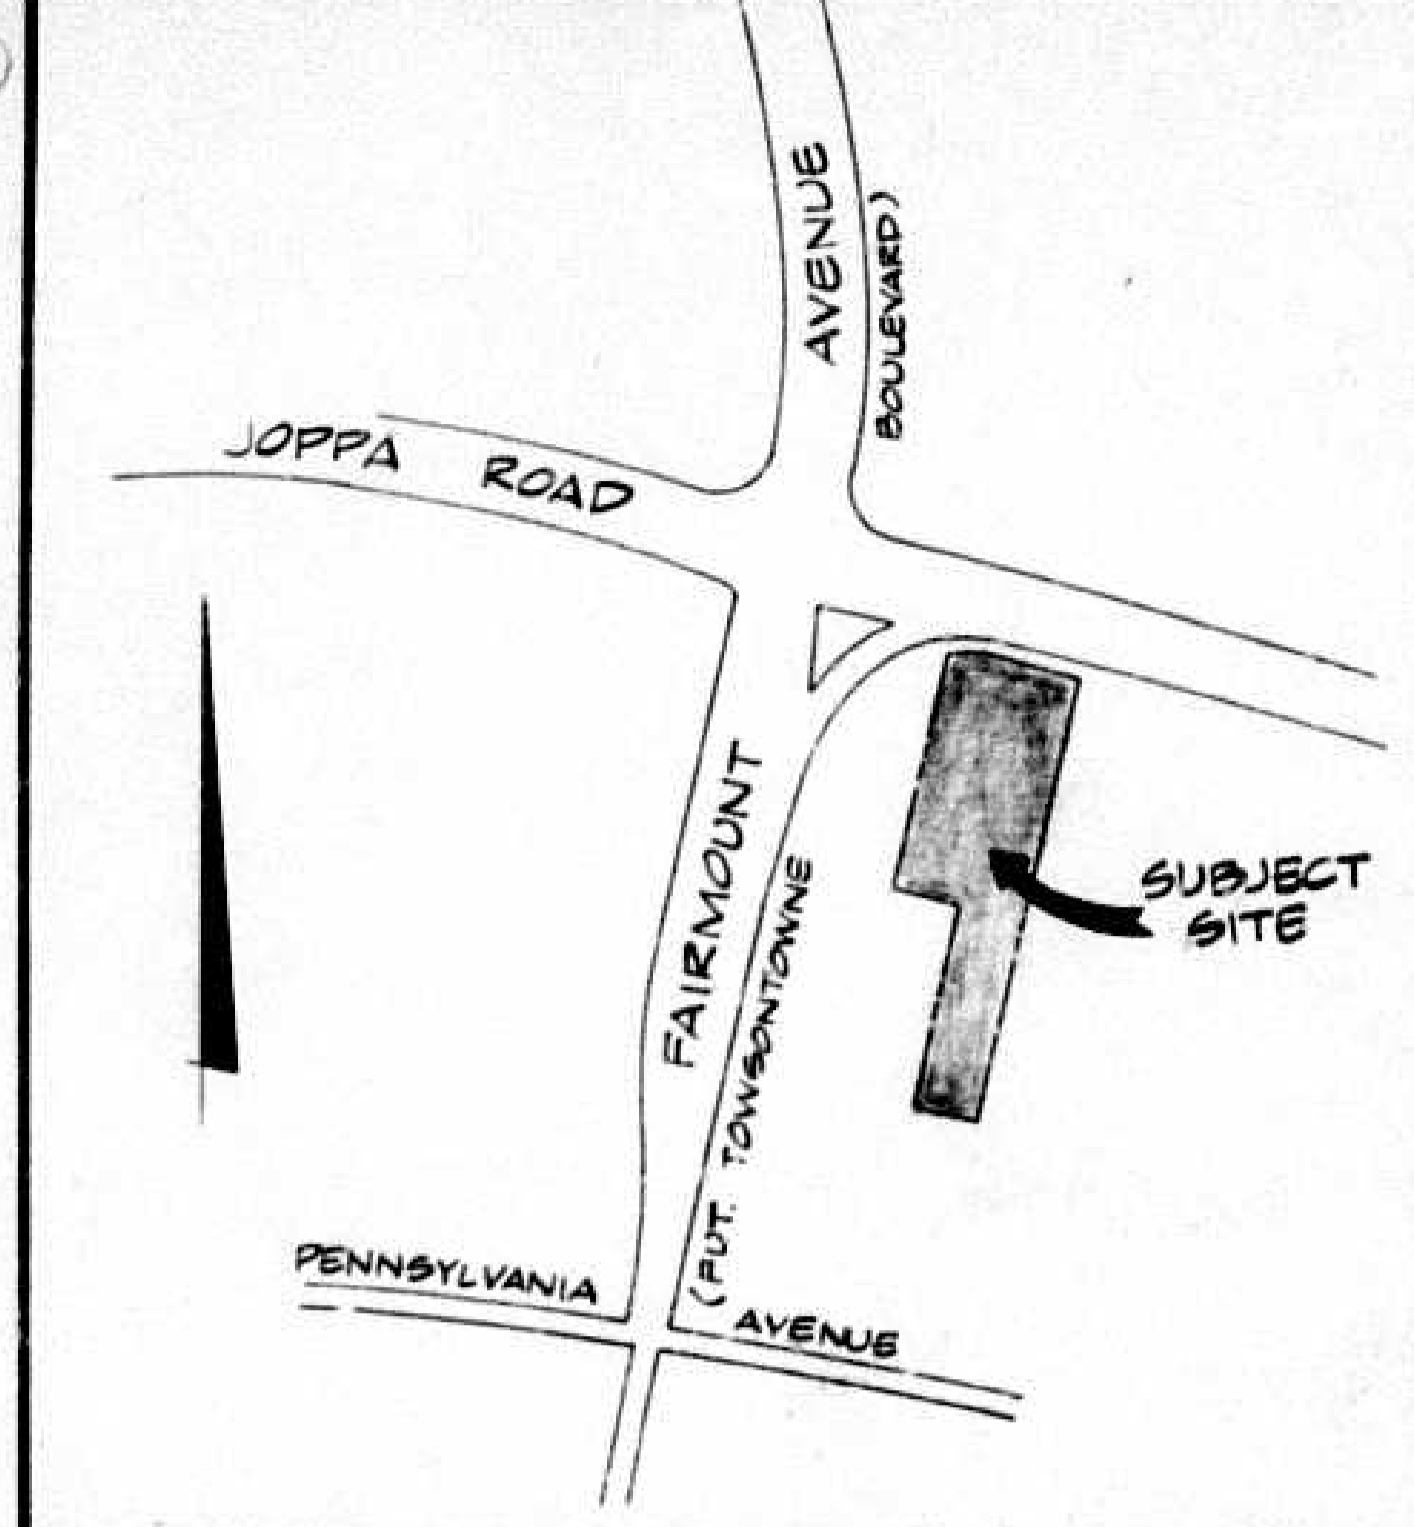 AVENUE
BOULEVARD)
JOPPA ROAD
FAIRMOUNT
(FUT. TOWSONTOWNE
SUBJECT
SITE
PENNSYLVANIA
AVENUE